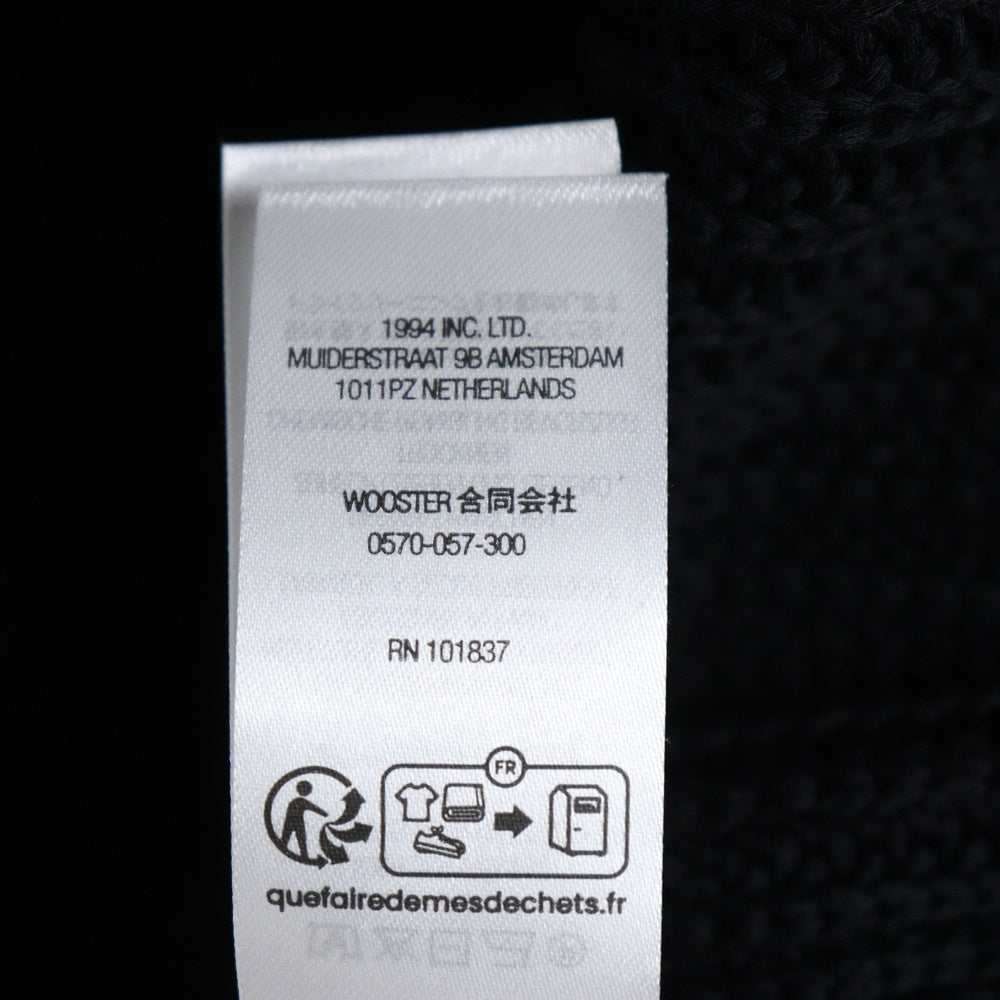 1994 INC. LTD.
MUIDERSTRAAT 9B AMSTERDAM
1011PZ NETHERLANDS
WOOSTER 合同会社
0570-057-300
RN 101837
FR
quefairedemesdechets.fr